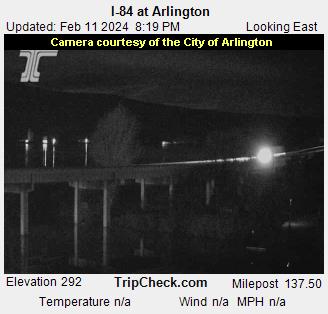 I-84 at Arlington
Updated: Feb 11 2024 8:19 PM Looking East
Camera courtesy of the City of Arlington
Elevation 292 TripCheck.com Milepost 137.50
Temperature n/a Wind n/a MPH n/a